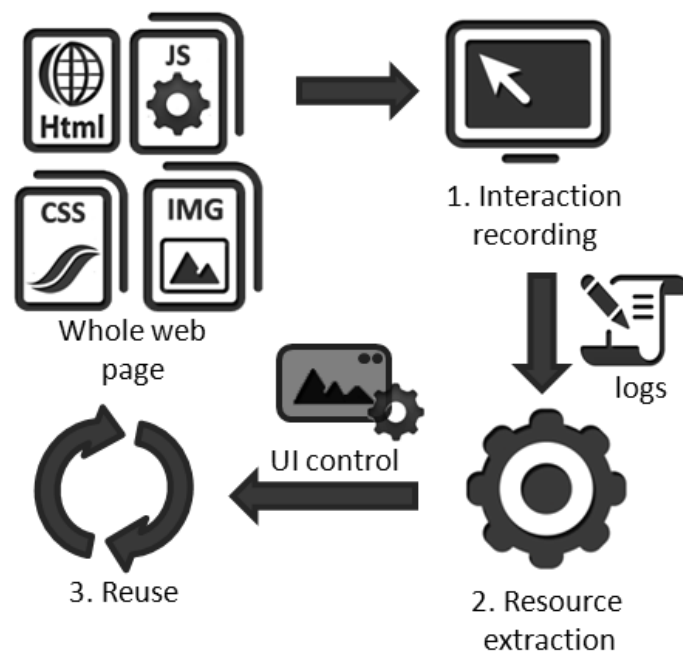 Html
JS
CSS
IMG
Whole web
page
1. Interaction
recording
logs
2. Resource
extraction
UI control
3. Reuse